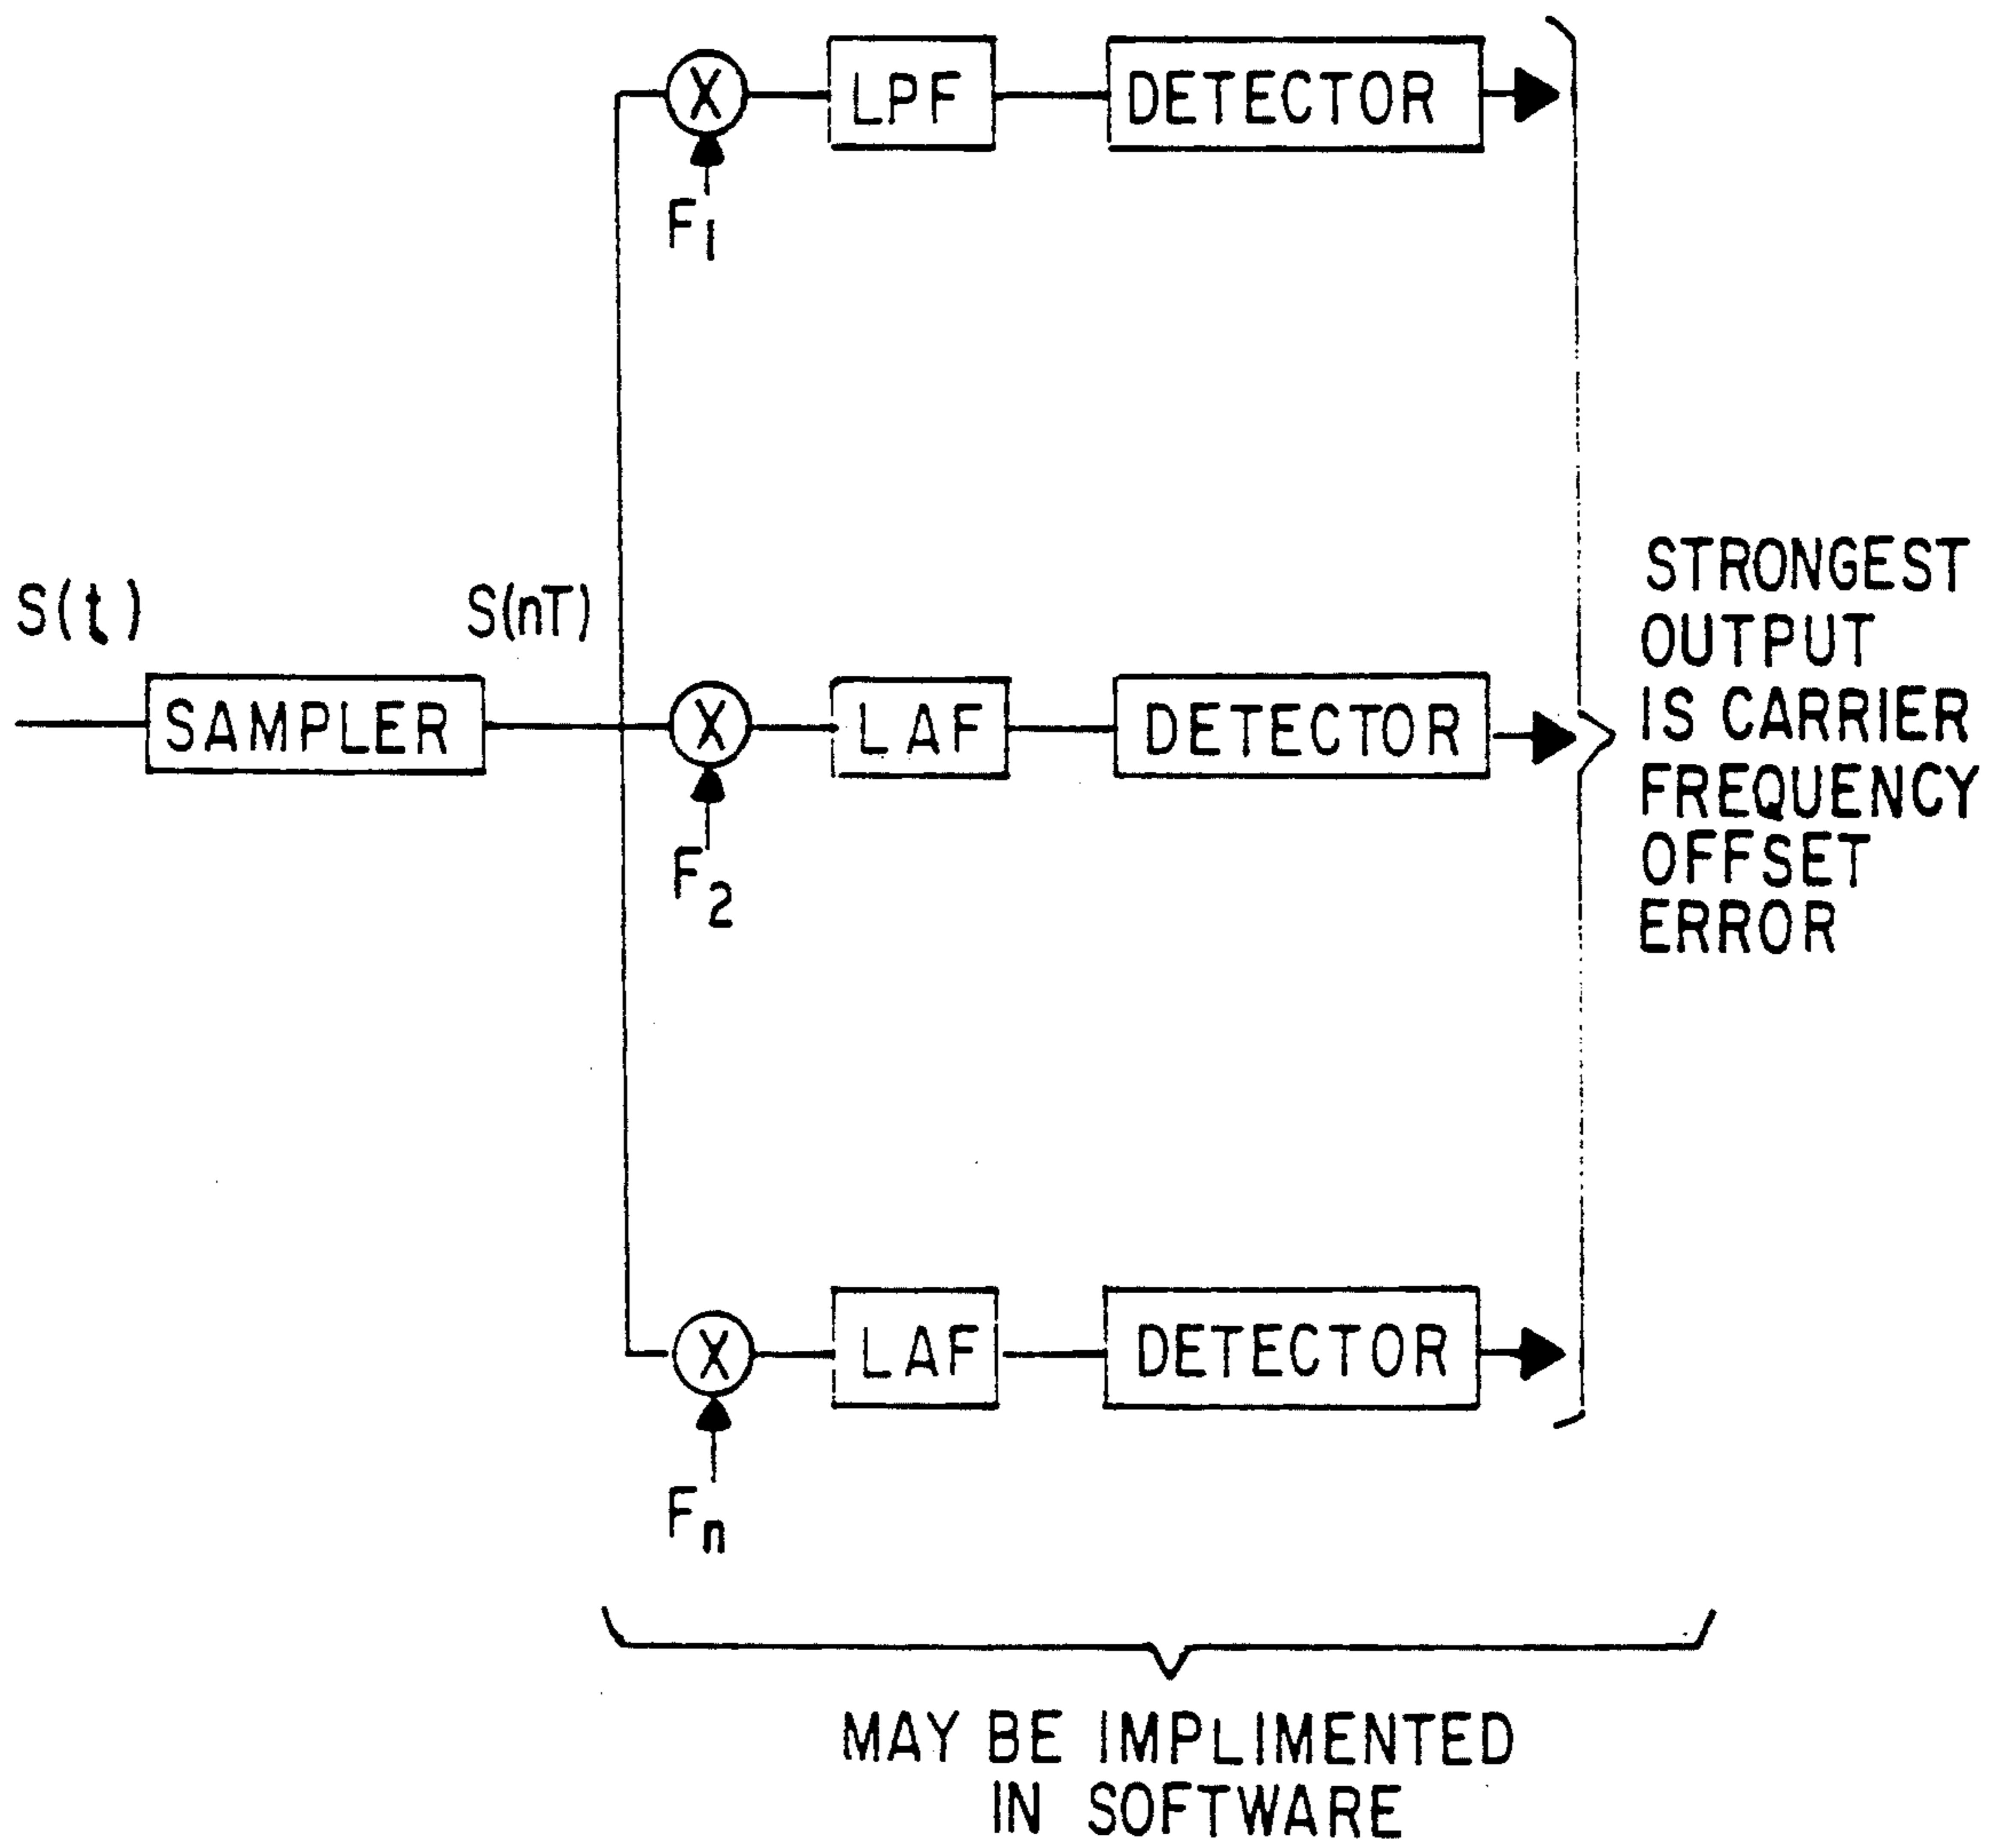 X
LPF
DETECTOR
F1
S(t)
S(nT)
SAMPLER
X
LAF
DETECTOR
F2
STRONGEST
OUTPUT
IS CARRIER
FREQUENCY
OFFSET
ERROR
X
LAF
DETECTOR
Fn
MAY BE IMPLIMENTED
IN SOFTWARE